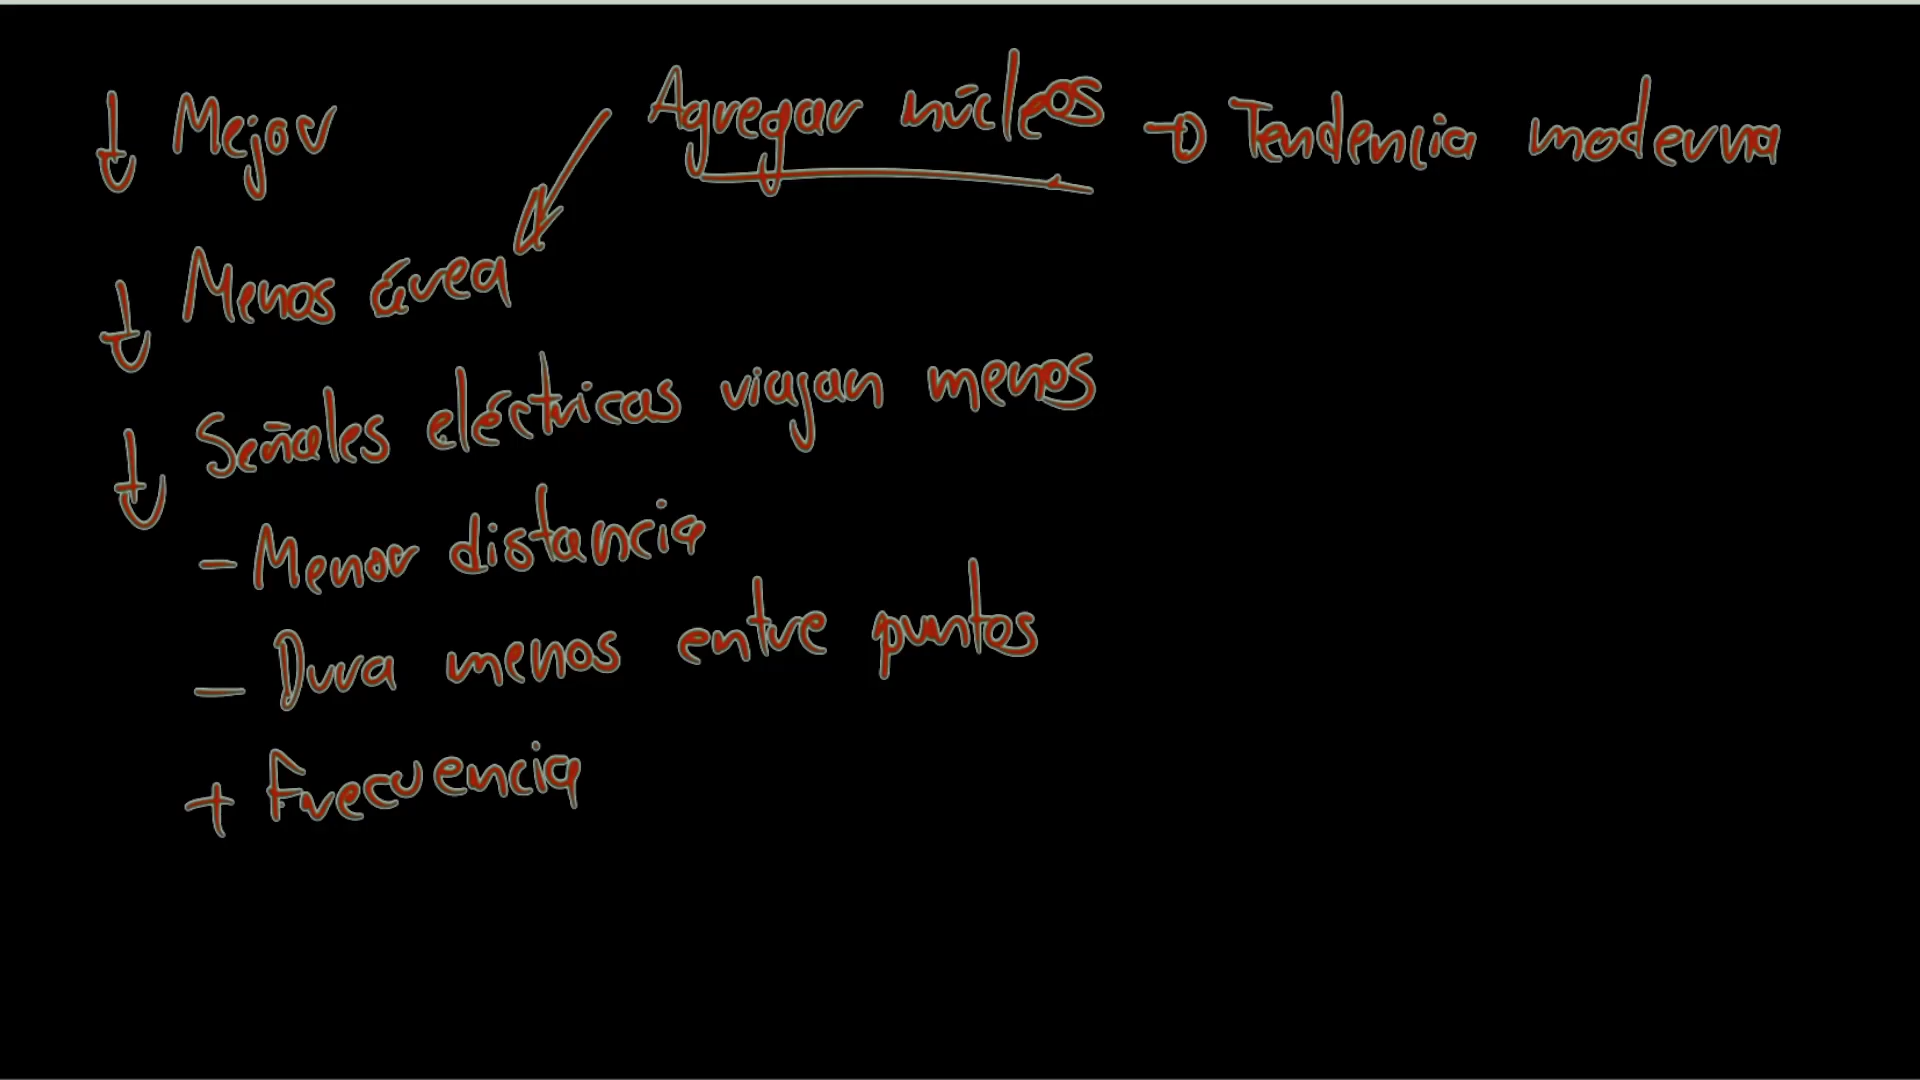 ↓ Mejor
Agregar núcleos → Tendencia moderna
↓ Menos área
↓ Señales eléctricas viajan menos
- Menor distancia
- Dura menos entre puntos
+ Frecuencia